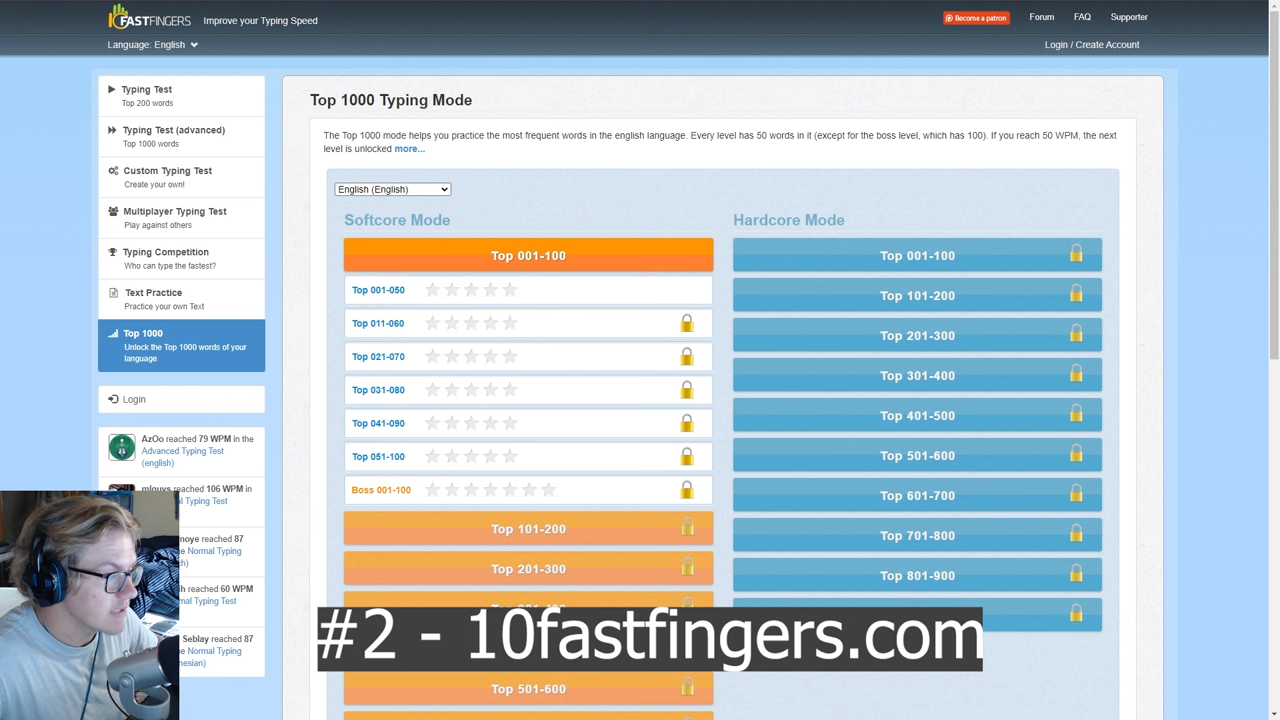 10FASTFINGERS
Improve your Typing Speed
Become a patron
Forum
FAQ
Supporter
Language: English
Login / Create Account
Typing Test
Top 200 words
Typing Test (advanced)
Top 1000 words
Custom Typing Test
Create your own!
Multiplayer Typing Test
Play against others
Typing Competition
Who can type the fastest?
Text Practice
Practice your own Text
Top 1000
Unlock the Top 1000 words of your
language
Login
AzOo reached 79 WPM in the
Advanced Typing Test
(english)
reached 106 WPM in
Typing Test
87
Normal Typing
60 WPM
Typing Test
Seblay reached 87
Normal Typing
Top 1000 Typing Mode
The Top 1000 mode helps you practice the most frequent words in the english language. Every level has 50 words in it (except for the boss level, which has 100). If you reach 50 WPM, the next
level is unlocked more...
English (English)
Softcore Mode
Top 001-100
Top 001-050
Top 011-060
Top 021-070
Top 031-080
Top 041-090
Top 051-100
Boss 001-100
Top 101-200
Top 201-300
Top 501-600
Hardcore Mode
Top 001-100
Top 101-200
Top 201-300
Top 301-400
Top 401-500
Top 501-600
Top 601-700
Top 701-800
Top 801-900
#2 - 10fastfingers.com